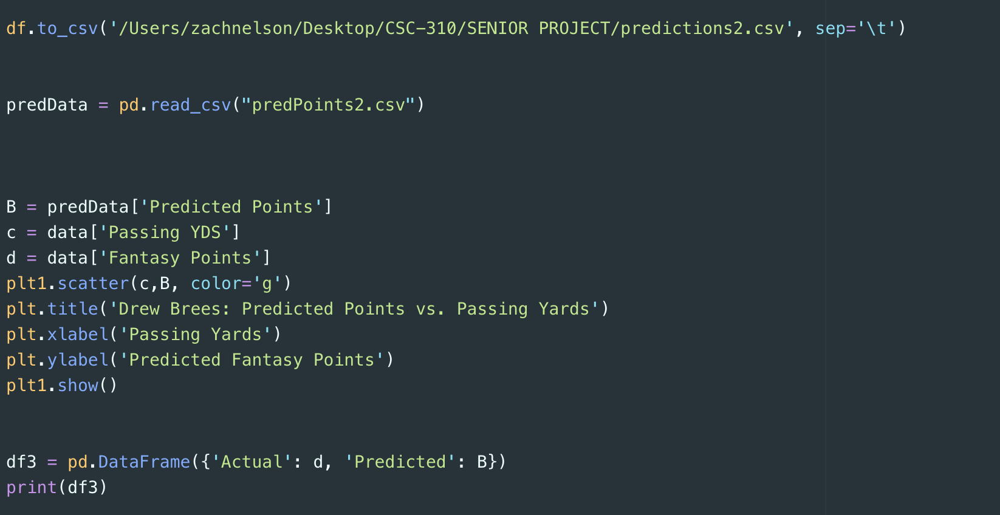 df.to_csv('/Users/zachnelson/Desktop/CSC-310/SENIOR PROJECT/predictions2.csv', sep='\t')
predData = pd.read_csv("predPoints2.csv")
B = predData['Predicted Points']
c = data['Passing YDS']
d = data['Fantasy Points']
plt1.scatter(c,B, color='g')
plt.title('Drew Brees: Predicted Points vs. Passing Yards')
plt.xlabel('Passing Yards')
plt.ylabel('Predicted Fantasy Points')
plt1.show()
df3 = pd.DataFrame({'Actual': d, 'Predicted': B})
print(df3)